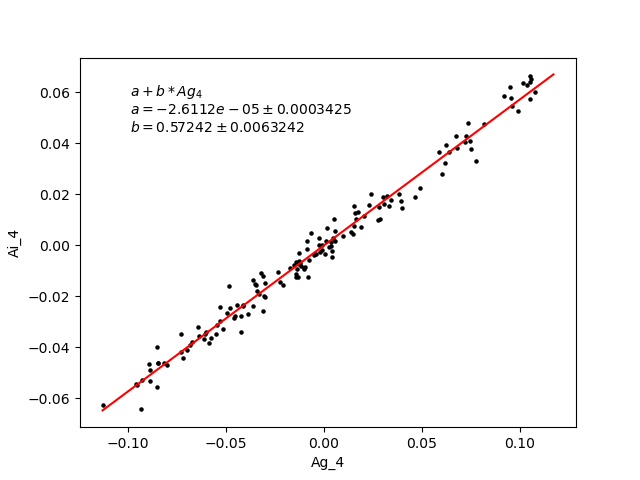 a + b * Ag4
a = −2.6112e − 05 ± 0.0003425
b = 0.57242 ± 0.0063242
0.06
0.04
0.02
0.00
−0.02
−0.04
−0.06
Ai_4
−0.10 −0.05 0.00 0.05 0.10
Ag_4